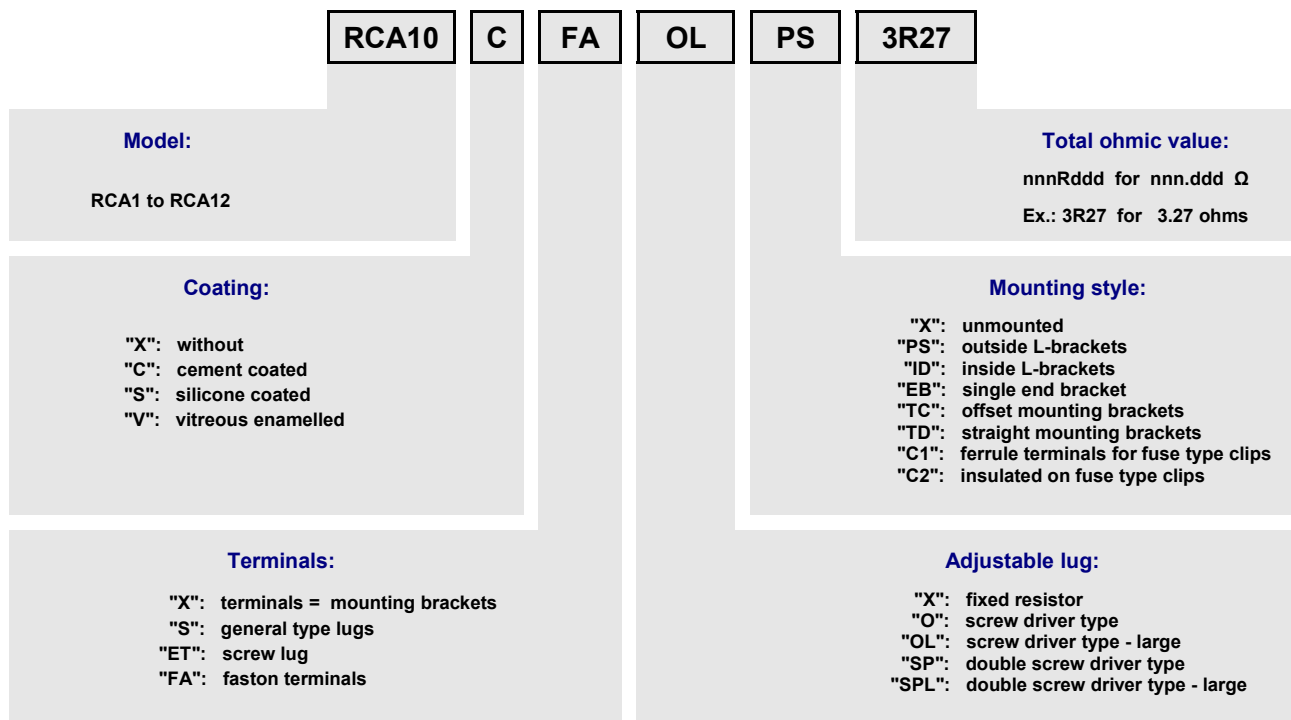 RCA10 C FA OL PS 3R27
Model:
RCA1 to RCA12
Total ohmic value:
nnnRddd for nnn.ddd Ω
Ex.: 3R27 for 3.27 ohms
Coating:
"X": without
"C": cement coated
"S": silicone coated
"V": vitreous enamelled
Mounting style:
"X": unmounted
"PS": outside L-brackets
"ID": inside L-brackets
"EB": single end bracket
"TC": offset mounting brackets
"TD": straight mounting brackets
"C1": ferrule terminals for fuse type clips
"C2": insulated on fuse type clips
Terminals:
"X": terminals = mounting brackets
"S": general type lugs
"ET": screw lug
"FA": faston terminals
Adjustable lug:
"X": fixed resistor
"O": screw driver type
"OL": screw driver type - large
"SP": double screw driver type
"SPL": double screw driver type - large